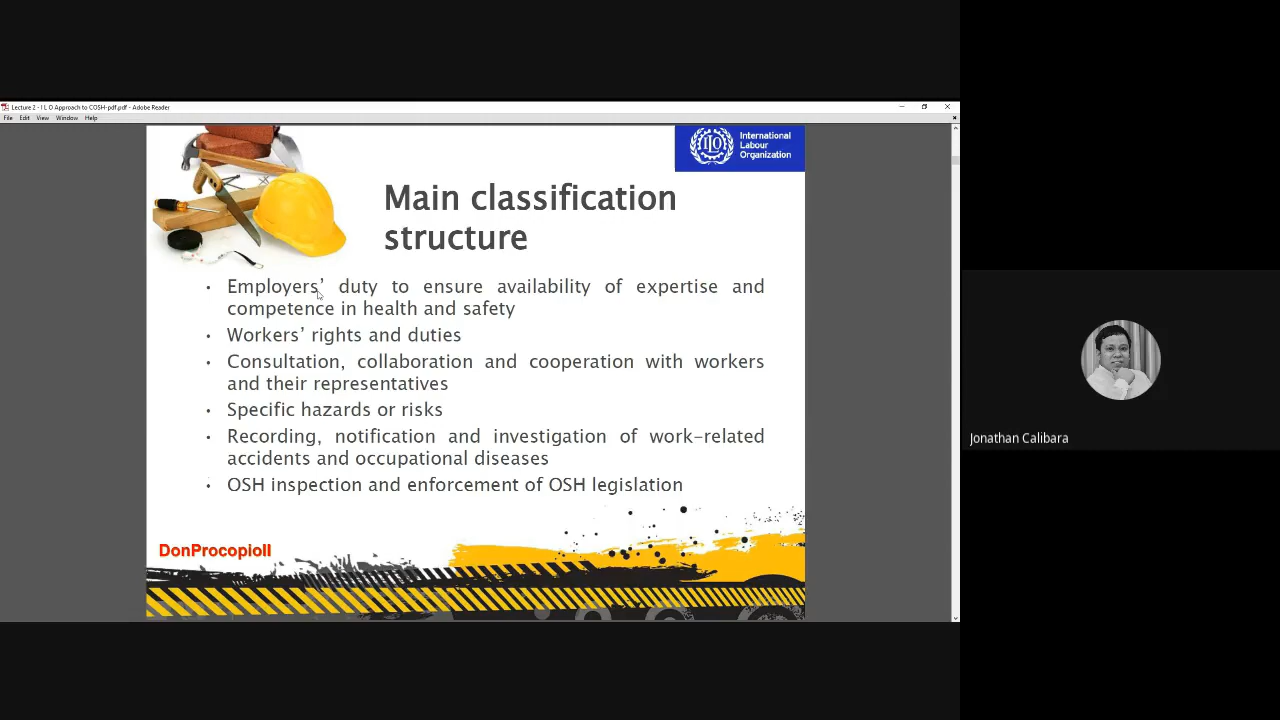 Lecture 2 - I L O Approach to COSH-pdf.pdf - Adobe Reader
File Edit View Window Help
International
Labour
Organization
Main classification
structure
• Employers’ duty to ensure availability of expertise and
competence in health and safety
• Workers’ rights and duties
• Consultation, collaboration and cooperation with workers
and their representatives
• Specific hazards or risks
• Recording, notification and investigation of work-related
accidents and occupational diseases
• OSH inspection and enforcement of OSH legislation
DonProcopioII
Jonathan Calibara